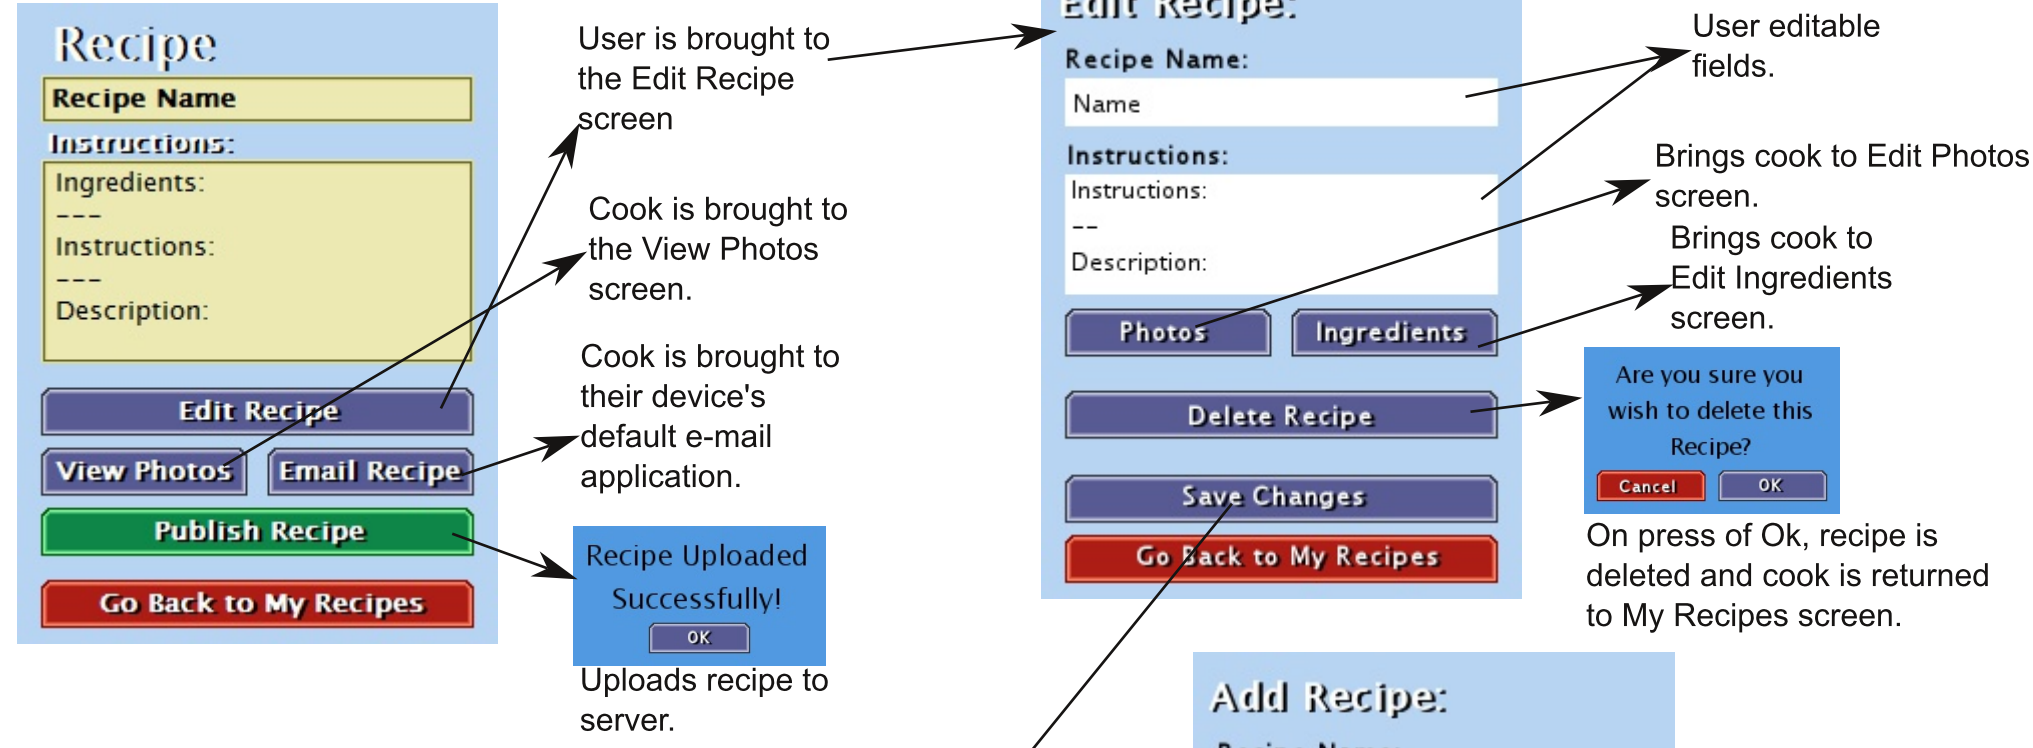 Recipe
Recipe Name
Instructions:
Ingredients:
---
Instructions:
---
Description:
Edit Recipe
View Photos
Email Recipe
Publish Recipe
Go Back to My Recipes
User is brought to
the Edit Recipe
screen
Cook is brought to
the View Photos
screen.
Cook is brought to
their device's
default e-mail
application.
Recipe Uploaded
Successfully!
OK
Uploads recipe to
server.
Edit Recipe:
Recipe Name:
Name
Instructions:
Instructions:
--
Description:
Photos
Ingredients
Delete Recipe
Save Changes
Go Back to My Recipes
User editable
fields.
Brings cook to Edit Photos
screen.
Brings cook to
Edit Ingredients
screen.
Are you sure you
wish to delete this
Recipe?
Cancel
OK
On press of Ok, recipe is
deleted and cook is returned
to My Recipes screen.
Add Recipe:
Recipe Name: